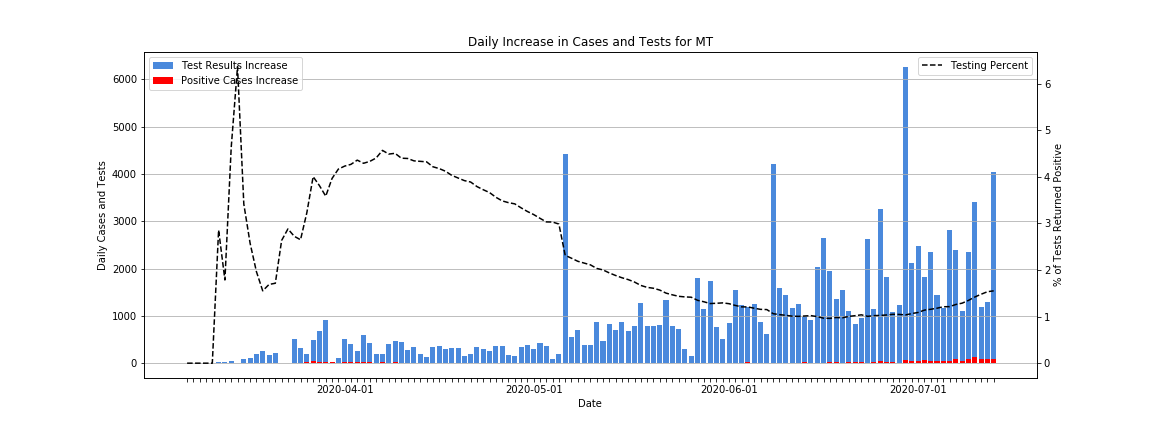 Daily Increase in Cases and Tests for MT
Test Results Increase
Positive Cases Increase
Testing Percent
6000
5000
4000
3000
2000
1000
0
Daily Cases and Tests
6
5
4
3
2
1
0
% of Tests Returned Positive
2020-04-01
2020-05-01
2020-06-01
2020-07-01
Date